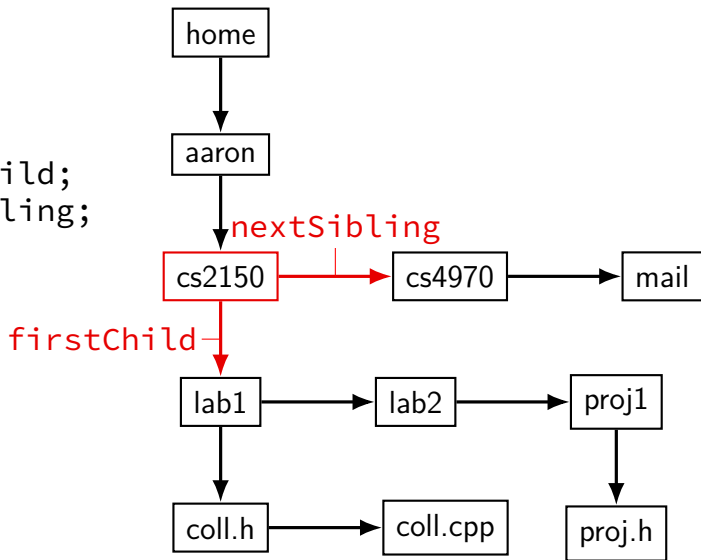 home
aaron
ild;
ling;
nextSibling
cs2150 cs4970 mail
firstChild
lab1 lab2 proj1
coll.h coll.cpp proj.h